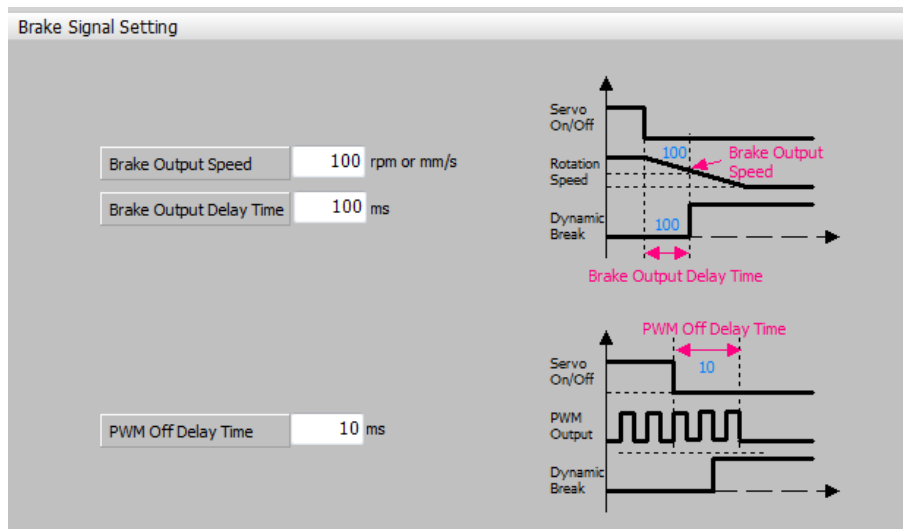 Brake Signal Setting
Brake Output Speed 100 rpm or mm/s
Brake Output Delay Time 100 ms
Servo
On/Off
Rotation
Speed
100
Brake Output
Speed
Dynamic
Break
100
Brake Output Delay Time
PWM Off Delay Time 10 ms
PWM Off Delay Time
Servo
On/Off
10
PWM
Output
Dynamic
Break